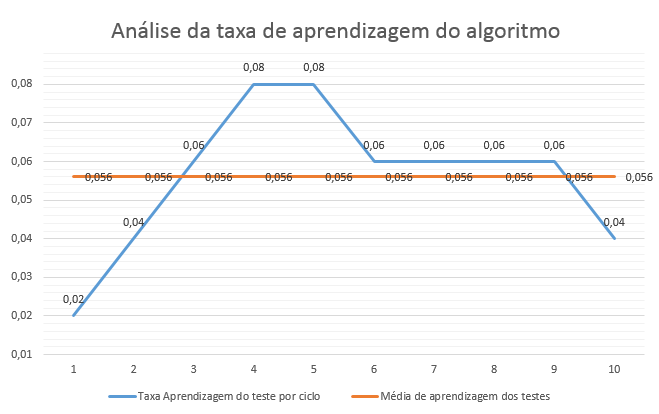 Análise da taxa de aprendizagem do algoritmo
0,08 0,08
0,08
0,07
0,06 0,06 0,06 0,06 0,06
0,06
0,056 0,056 0,056 0,056 0,056 0,056 0,056 0,056 0,056 0,056
0,05
0,04 0,04
0,04
0,03
0,02
0,02
0,01
1 2 3 4 5 6 7 8 9 10
Taxa Aprendizagem do teste por ciclo Média de aprendizagem dos testes